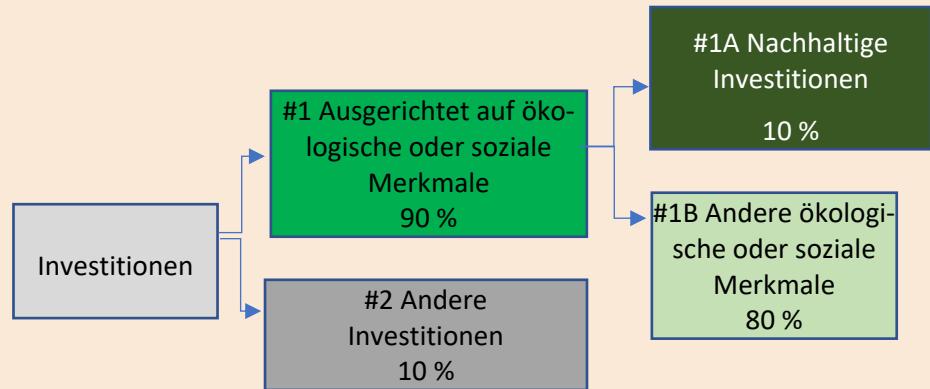 Investitionen
#1 Ausgerichtet auf öko-
logische oder soziale
Merkmale
90 %
#2 Andere
Investitionen
10 %
#1A Nachhaltige
Investitionen
10 %
#1B Andere ökologi-
sche oder soziale
Merkmale
80 %